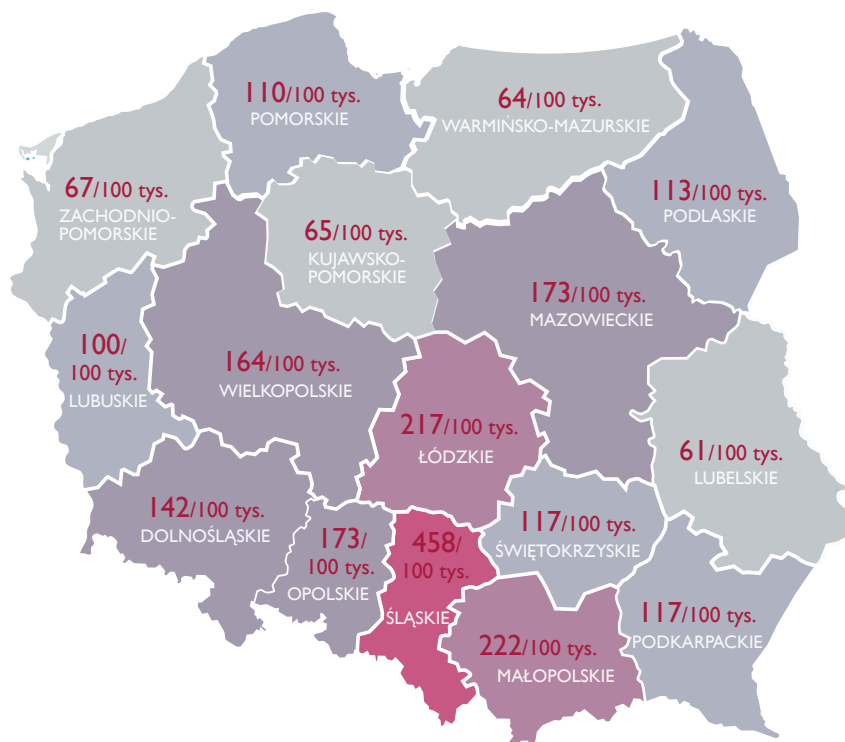 110/100 tys.
POMORSKIE
64/100 tys.
WARMIŃSKO-MAZURSKIE
67/100 tys.
ZACHODNIO-
POMORSKIE
113/100 tys.
PODLASKIE
65/100 tys.
KUJAWSKO-
POMORSKIE
173/100 tys.
MAZOWIECKIE
100/
100 tys.
LUBUSKIE
164/100 tys.
WIELKOPOLSKIE
217/100 tys.
ŁÓDZKIE
61/100 tys.
LUBELSKIE
142/100 tys.
DOLNOŚLĄSKIE
173/
100 tys.
OPOLSKIE
458/
100 tys.
ŚLĄSKIE
117/100 tys.
ŚWIĘTOKRZYSKIE
117/100 tys.
PODKARPACKIE
222/100 tys.
MAŁOPOLSKIE